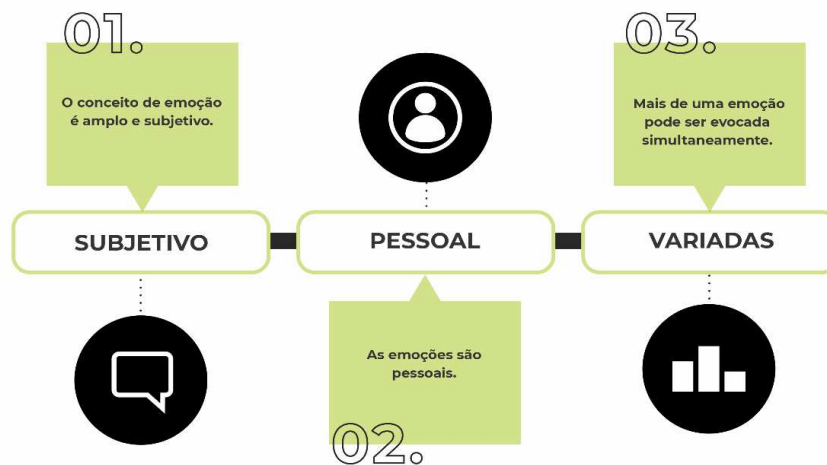 01.
O conceito de emoção
é amplo e subjetivo.
SUBJETIVO
PESSOAL
As emoções são
pessoais.
02.
03.
Mais de uma emoção
pode ser evocada
simultaneamente.
VARIADAS